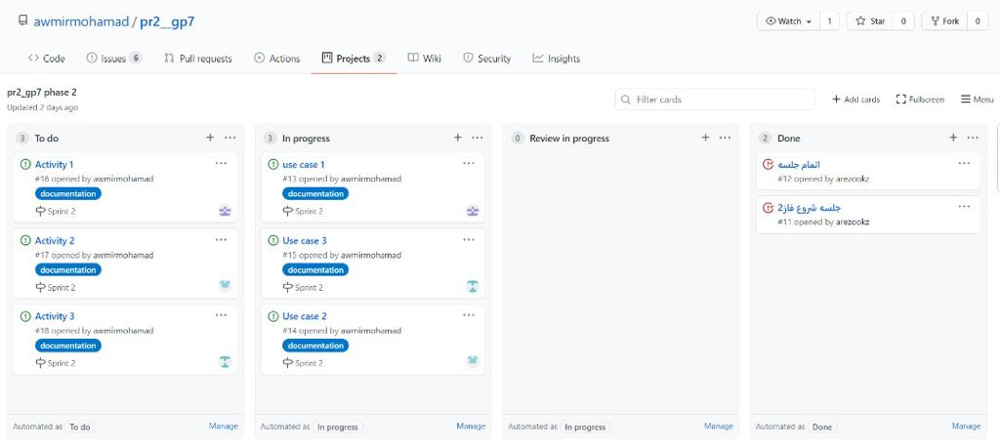 awmirmohamad / pr2__gp7
Watch 1 Star 0 Fork 0
Code Issues 6 Pull requests Actions Projects 2 Wiki Security Insights
pr2_gp7 phase 2
Updated 2 days ago
Filter cards
Add cards Fullscreen Menu
3 To do
Activity 1
#16 opened by awmirmohamad
documentation
Sprint 2
Activity 2
#17 opened by awmirmohamad
documentation
Sprint 2
Activity 3
#18 opened by awmirmohamad
documentation
Sprint 2
Automated as To do Manage
3 In progress
use case 1
#13 opened by awmirmohamad
documentation
Sprint 2
Use case 3
#15 opened by awmirmohamad
documentation
Sprint 2
Use case 2
#14 opened by awmirmohamad
documentation
Sprint 2
Automated as In progress Manage
0 Review in progress
Automated as In progress Manage
2 Done
اتمام جلسه
#12 opened by arezookz
جلسه شروع فاز2
#11 opened by arezookz
Automated as Done Manage